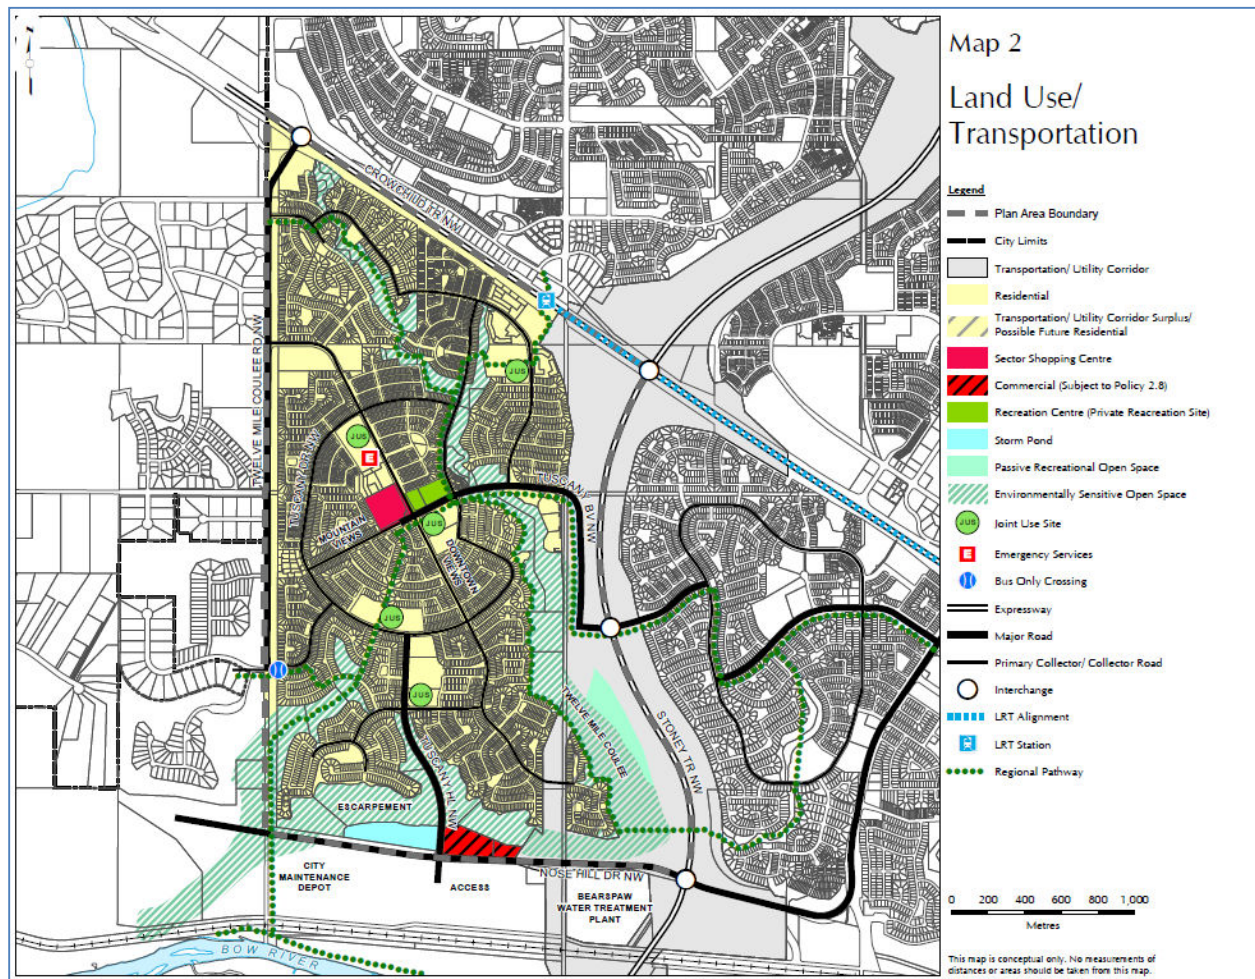 Map 2
Land Use/
Transportation
Legend
Plan Area Boundary
City Limits
Transportation/ Utility Corridor
Residential
Transportation/ Utility Corridor Surplus/
Possible Future Residential
Sector Shopping Centre
Commercial (Subject to Policy 2.8)
Recreation Centre (Private Reacreation Site)
Storm Pond
Passive Recreational Open Space
Environmentally Sensitive Open Space
JUS
Joint Use Site
E
Emergency Services
Bus Only Crossing
Expressway
Major Road
Primary Collector/ Collector Road
Interchange
LRT Alignment
LRT Station
Regional Pathway
0 200 400 600 800 1,000
Metres
This map is conceptual only. No measurements of
distances or areas should be taken from this map.
CROWCHILD TR NW
TWELVE MILE COULEE RD NW
JUS
JUS
E
TUSCANY BV NW
MOUNTAIN
VIEWS
JUS
DOWNTOWN
VIEWS
JUS
JUS
TWELVE MILE COULEE
STONEY TR NW
TUSCANY HL NW
ESCARPEMENT
CITY
MAINTENANCE
DEPOT
ACCESS
NOSE HILL DR NW
BEARSPAW
WATER TREATMENT
PLANT
BOW RIVER